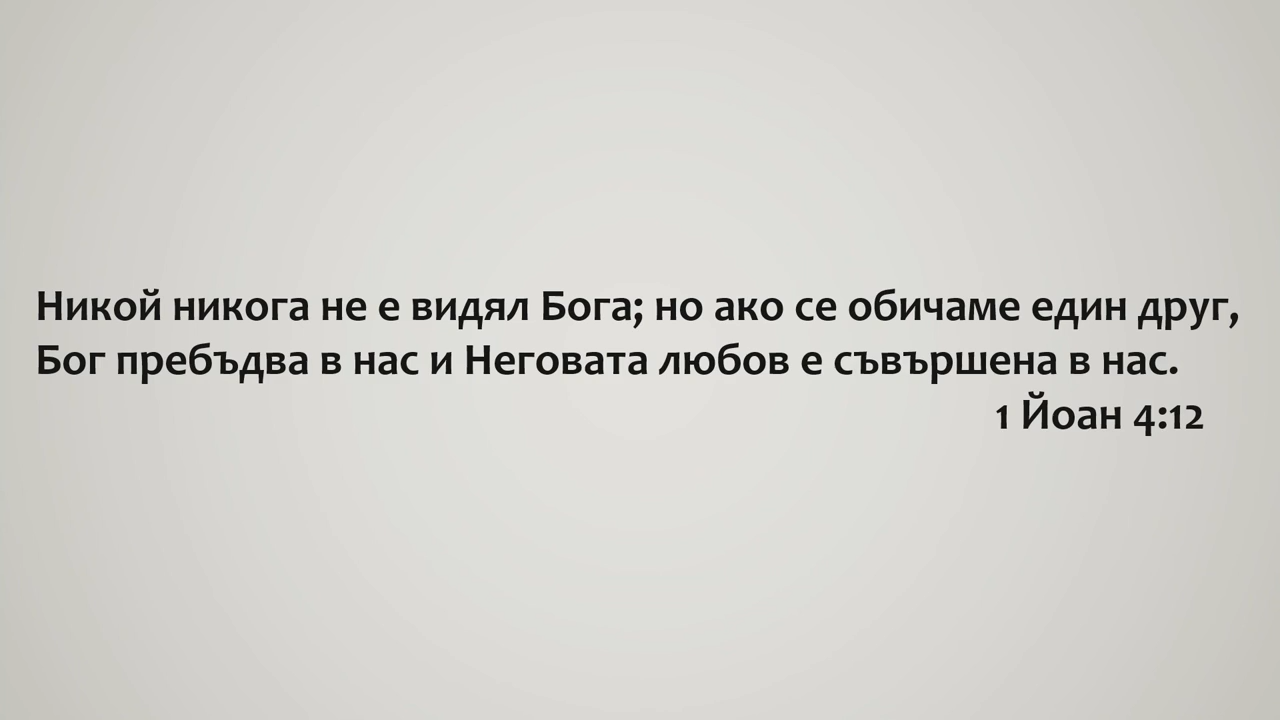 Никой никога не е видял Бога; но ако се обичаме един друг,
Бог пребъдва в нас и Неговата любов е съвършена в нас.
1 Йоан 4:12